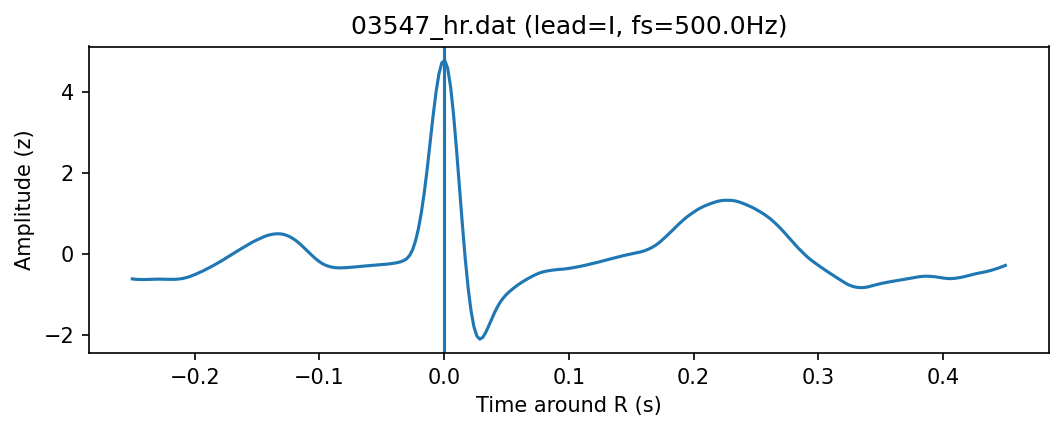 03547_hr.dat (lead=I, fs=500.0Hz)
Amplitude (z)
4
2
0
−2
−0.2 −0.1 0.0 0.1 0.2 0.3 0.4
Time around R (s)